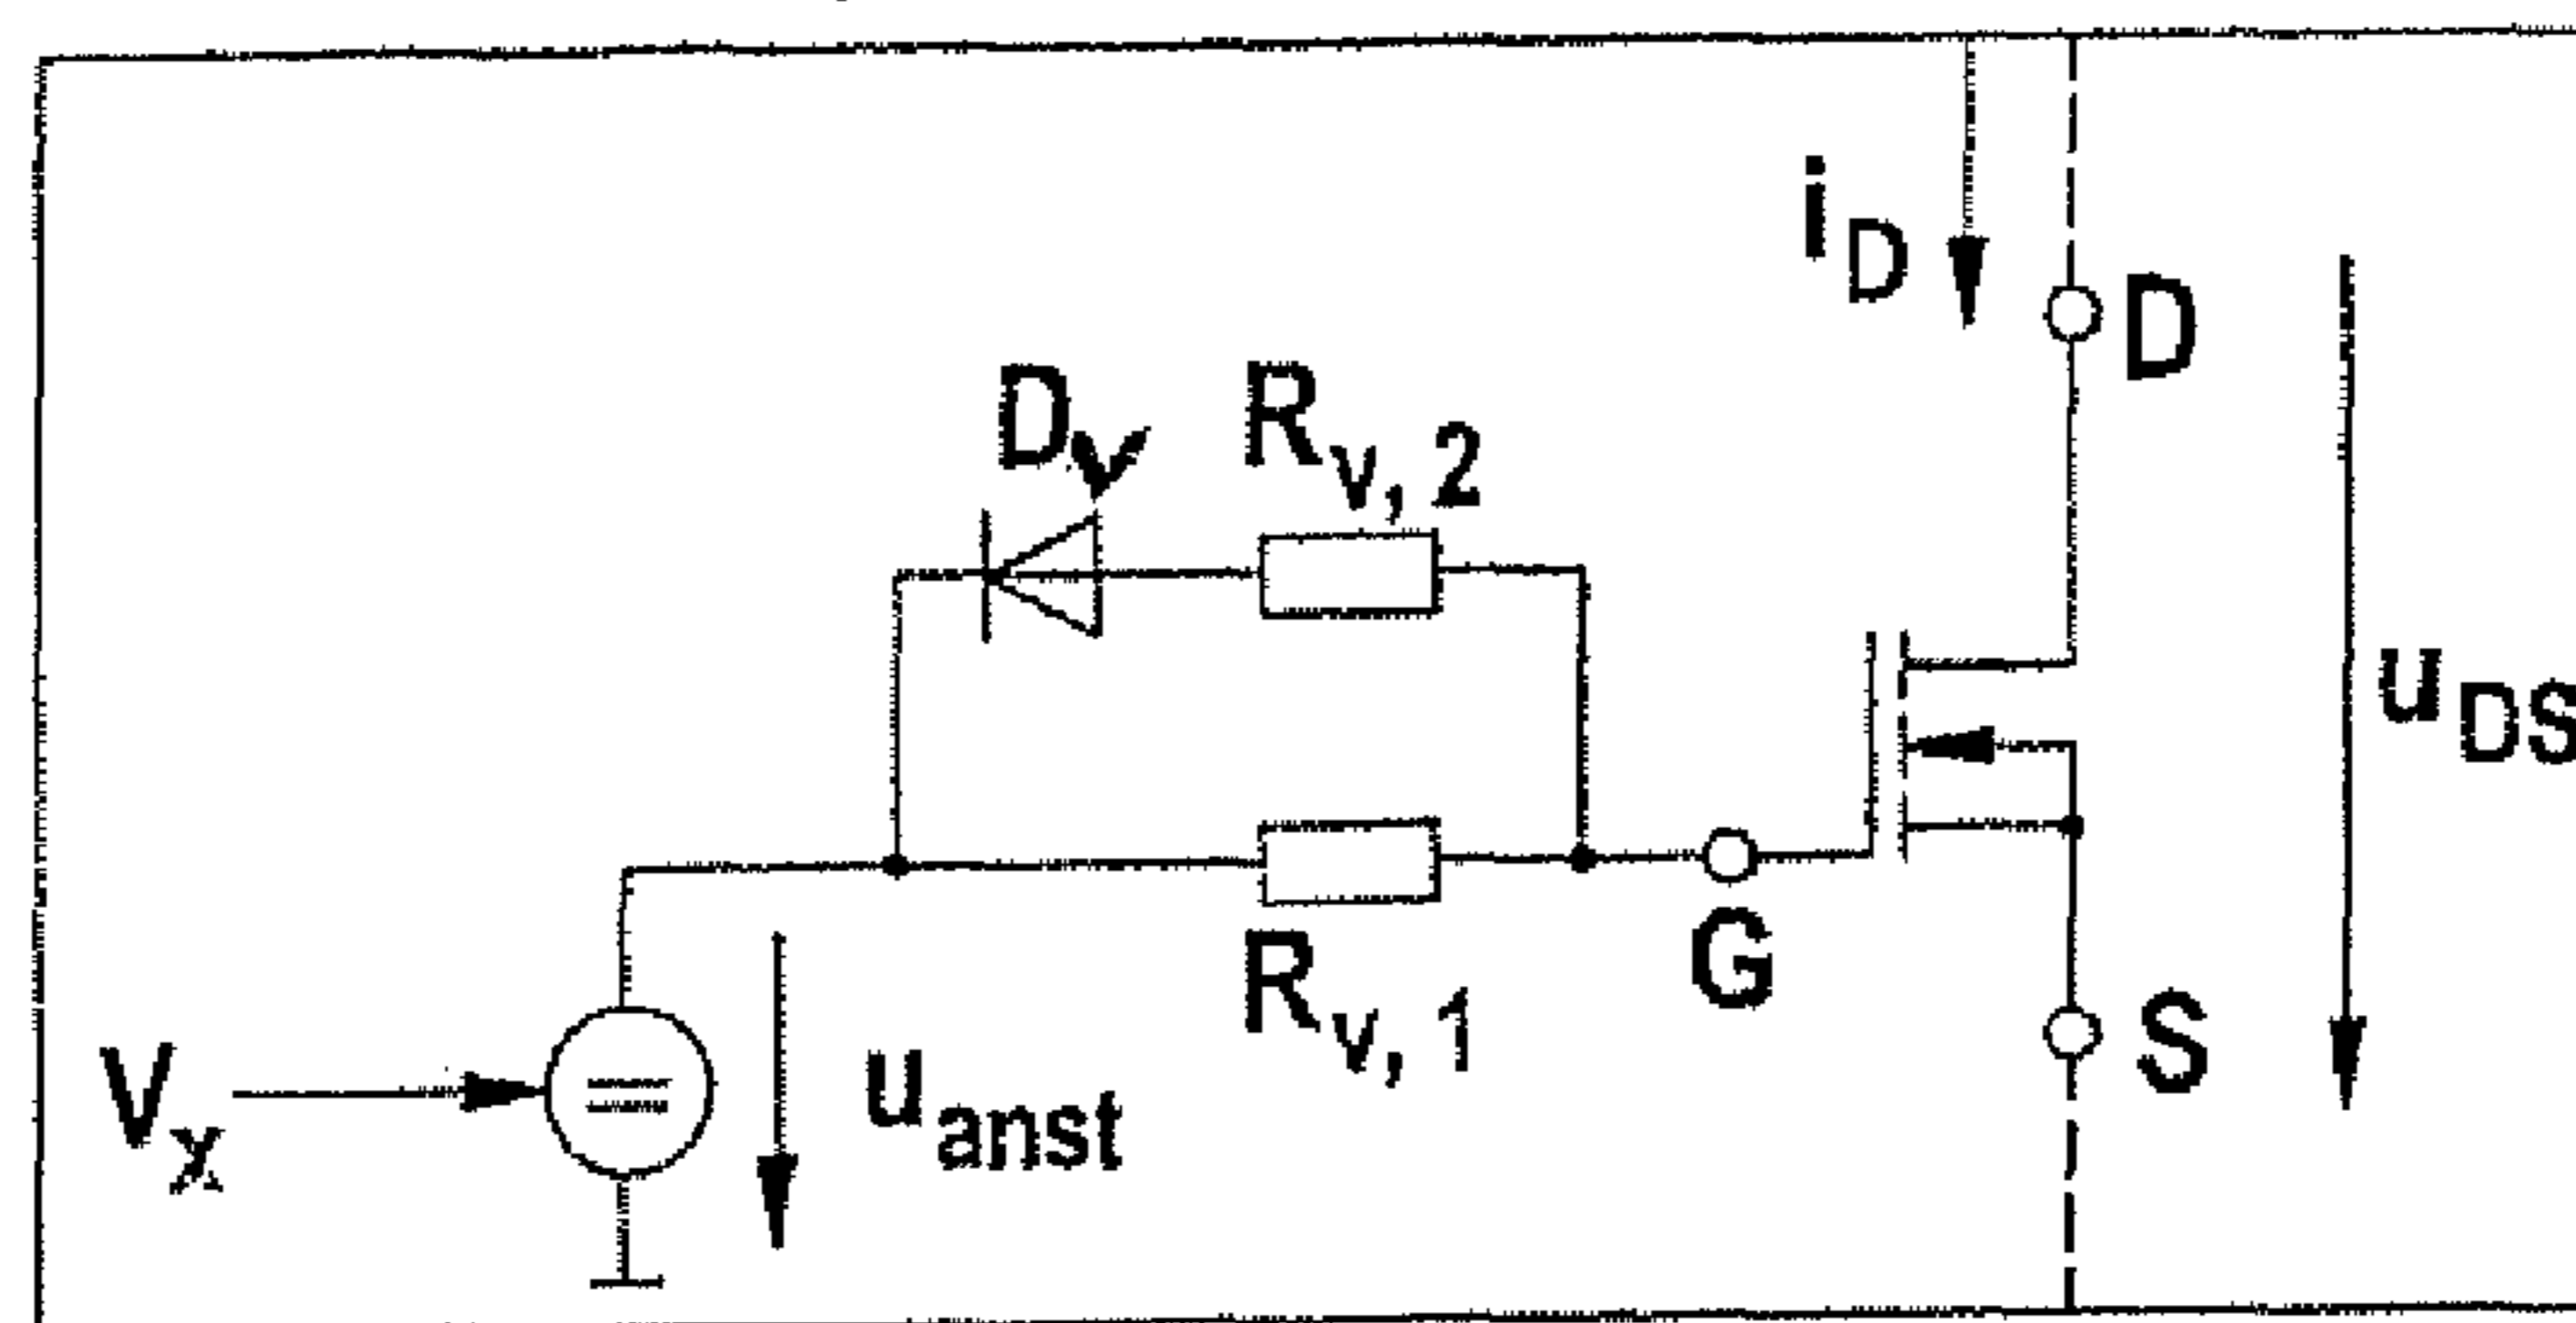 i_D
D
D_V
R_v, 2
u_DS
G
R_v, 1
S
V_x
u_anst